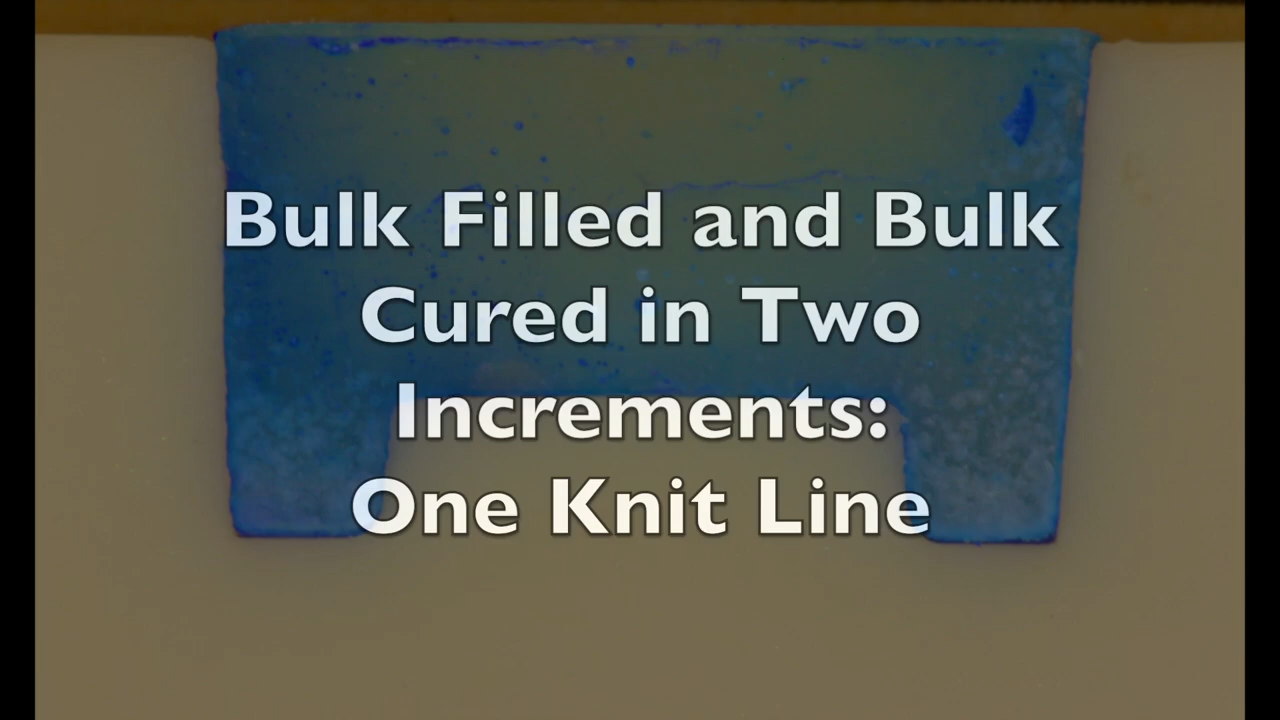 Bulk Filled and Bulk
Cured in Two
Increments:
One Knit Line